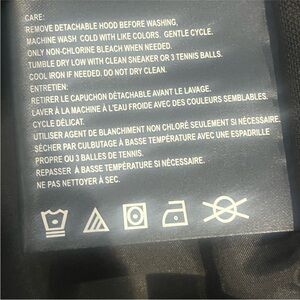 CARE:
REMOVE DETACHABLE HOOD BEFORE WASHING,
MACHINE WASH COLD WITH LIKE COLORS. GENTLE CYCLE.
ONLY NON-CHLORINE BLEACH WHEN NEEDED.
TUMBLE DRY LOW WITH CLEAN SNEAKER OR 3 TENNIS BALLS.
COOL IRON IF NEEDED. DO NOT DRY CLEAN.
ENTRETIEN:
RETIRER LE CAPUCHON DÉTACHABLE AVANT LE LAVAGE.
LAVER À LA MACHINE À L'EAU FROIDE AVEC DES COULEURS SEMBLABLES.
CYCLE DÉLICAT.
UTILISER AGENT DE BLANCHIMENT NON CHLORÉ SEULEMENT SI NÉCESSAIRE.
SÉCHER PAR CULBUTAGE À BASSE TEMPÉRATURE AVEC UNE ESPADRILLE
PROPRE OU 3 BALLES DE TENNIS.
REPASSER À BASSE TEMPÉRATURE SI NÉCESSAIRE.
NE PAS NETTOYER À SEC.